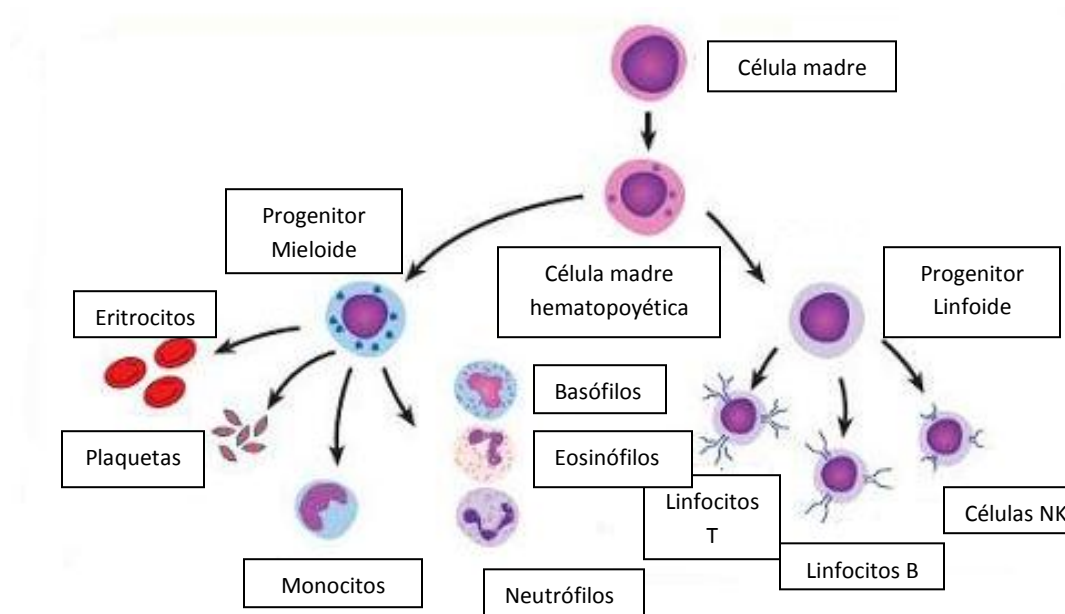 Célula madre
Progenitor
Mieloide
Célula madre
hematopoyética
Progenitor
Linfoide
Eritrocitos
Basófilos
Plaquetas
Eosinófilos
Linfocitos
T
Células NK
Linfocitos B
Monocitos
Neutrófilos